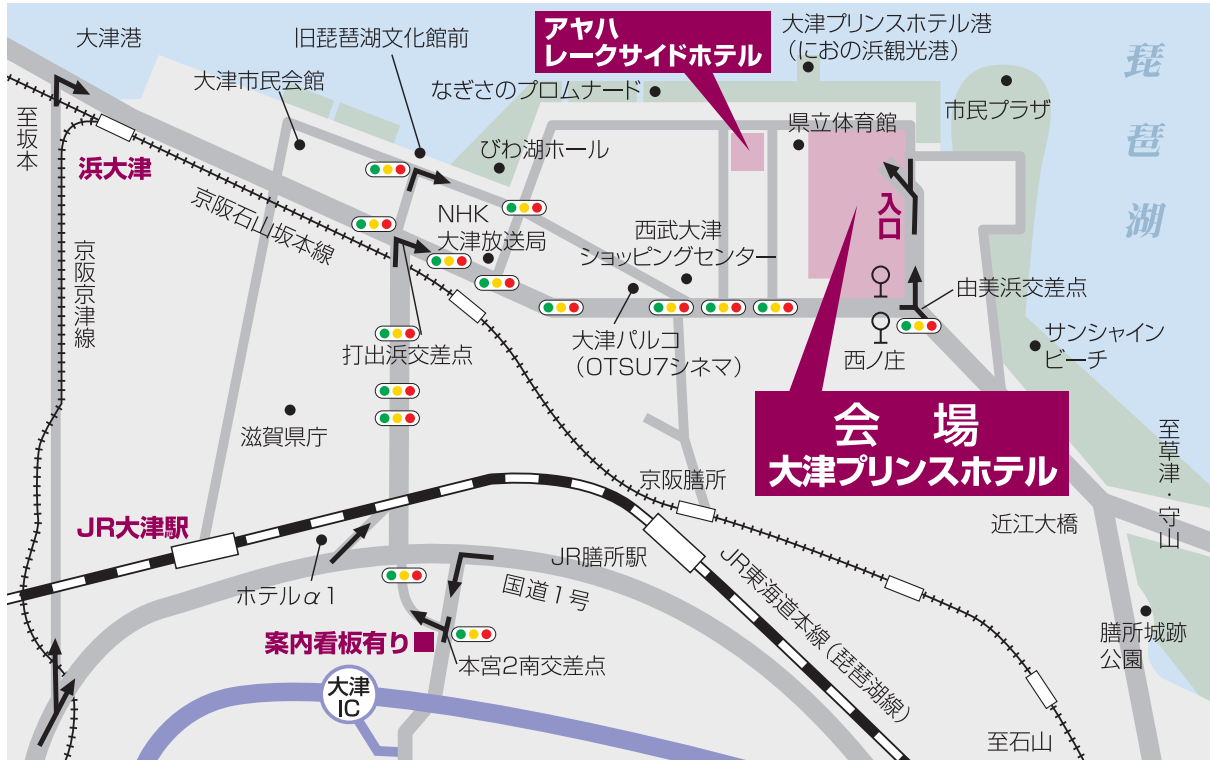 大津港
旧琵琶湖文化館前
アヤハ
レークサイドホテル
大津プリンスホテル港
（におの浜観光港）
琵琶湖
大津市民会館
なぎさのプロムナード
市民プラザ
至坂本
県立体育館
びわ湖ホール
浜大津
京阪石山坂本線
NHK
大津放送局
入口
西武大津
ショッピングセンター
京阪京津線
由美浜交差点
打出浜交差点
大津パルコ
（OTSU7シネマ）
西ノ庄
サンシャイン
ビーチ
会場
大津プリンスホテル
滋賀県庁
至草津・守山
京阪膳所
JR大津駅
近江大橋
JR膳所駅
ホテルα1
国道1号
JR東海道本線（琵琶湖線）
案内看板有り
本宮2南交差点
膳所城跡
公園
大津
IC
至石山